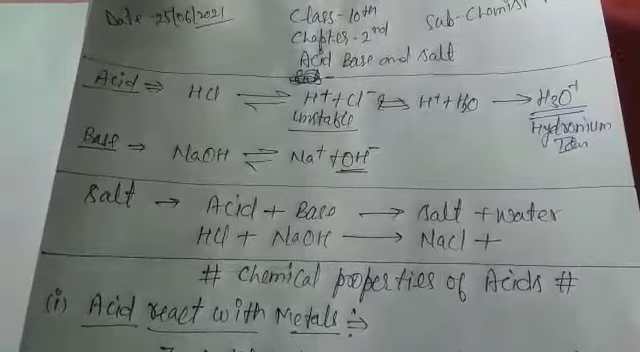 Date-25/06/2021 Class-10th Sub-Chemist
Chapter-2nd
Acid Base and Salt
Acid ⇒ HCl ⇌ H⁺+Cl⁻ ⇌ H⁺+H2O → H3O⁺
Unstable
Hydronium
Ion
Base → NaOH ⇌ Na⁺+OH⁻
Salt → Acid + Base → Salt + water
HCl + NaOH → NaCl +
# Chemical properties of Acids #
(i) Acid react with Metals ⇒